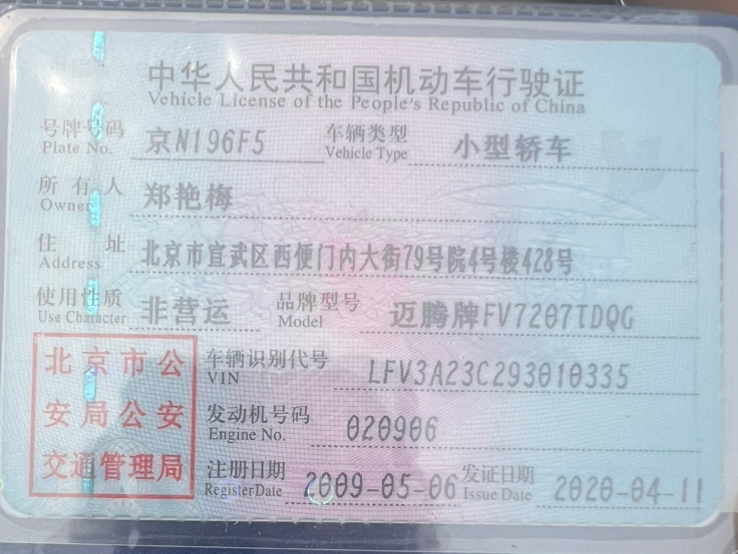 中华人民共和国机动车行驶证
Vehicle License of the People's Republic of China
号牌号码 京N196F5 车辆类型 小型轿车
Plate No. Vehicle Type
所有人 郑艳梅
Owner
住址 北京市宣武区西便门内大街79号院4号楼428号
Address
使用性质 非营运 品牌型号 迈腾牌FV7207TDQG
Use Character Model
北京市公安局公安交通管理局
车辆识别代号 LFV3A23C293010335
VIN
发动机号码 020906
Engine No.
注册日期 2009-05-06 发证日期 2020-04-11
Register Date Issue Date